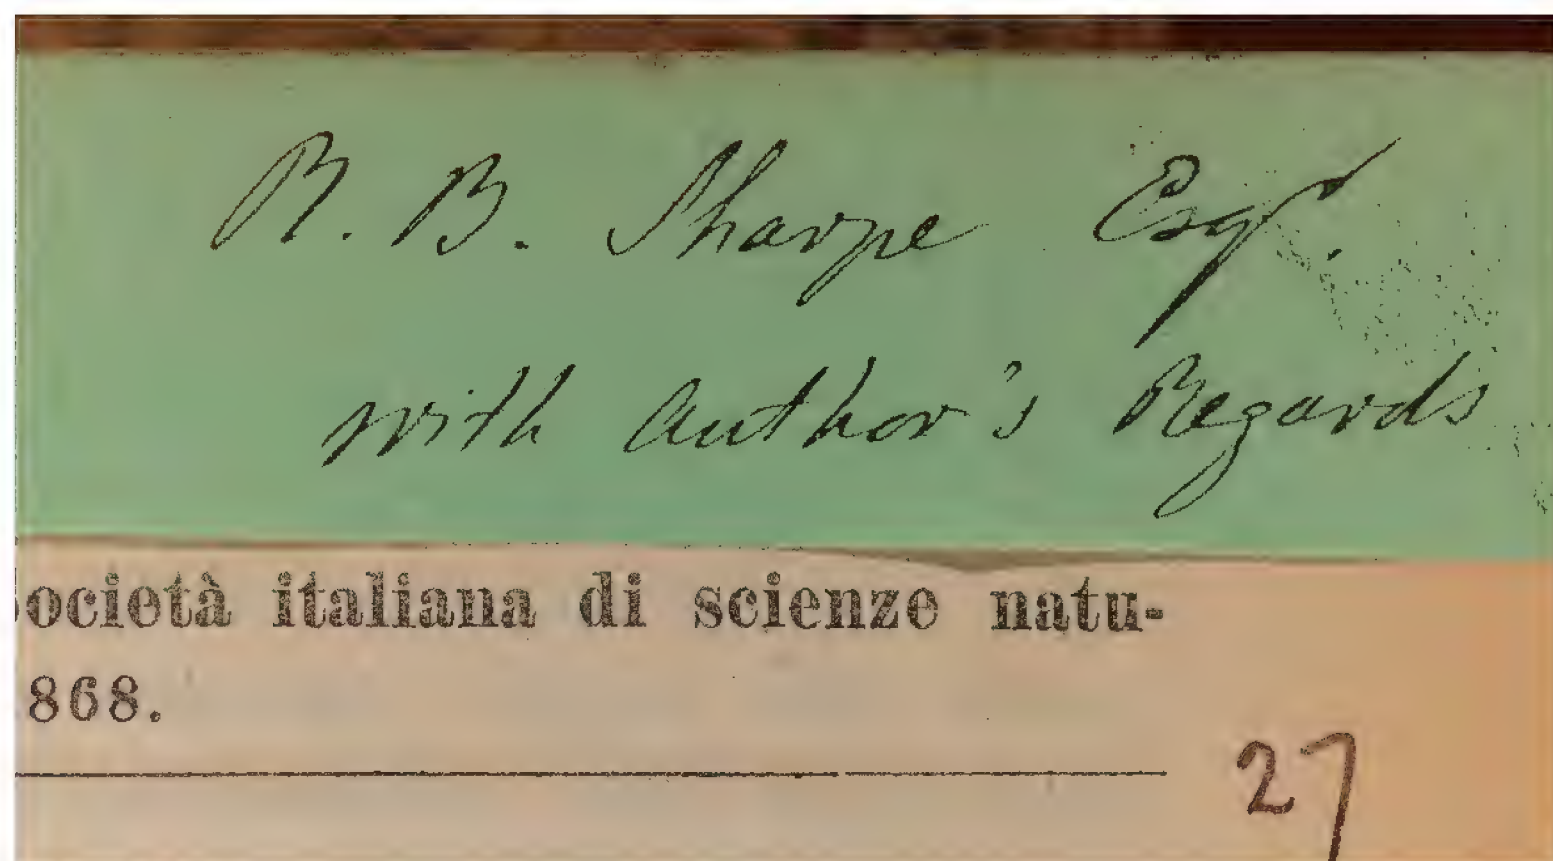 R. B. Sharpe Esqr.
with Author's Regards
ocietà italiana di scienze natu-
868.
27